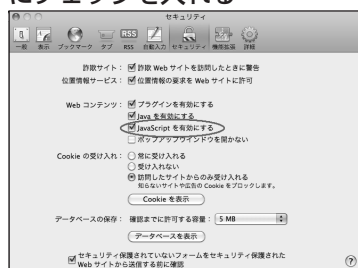 にチェックを入れる
セキュリティ
一般 表示 ブックマーク タブ RSS 自動入力 セキュリティ 機能拡張 詳細
詐欺サイト： 詐欺 Web サイトを訪問したときに警告
位置情報サービス： 位置情報の要求を Web サイトに許可
Web コンテンツ： プラグインを有効にする
Java を有効にする
JavaScript を有効にする
ポップアップウインドウを開かない
Cookie の受け入れ： 常に受け入れる
受け入れない
訪問したサイトからのみ受け入れる
知らないサイトや広告の Cookie をブロックします。
Cookie を表示
データベースの保存： 確認までに許可する容量： 5 MB
データベースを表示
セキュリティ保護されていないフォームをセキュリティ保護された
Web サイトから送信する前に確認
?